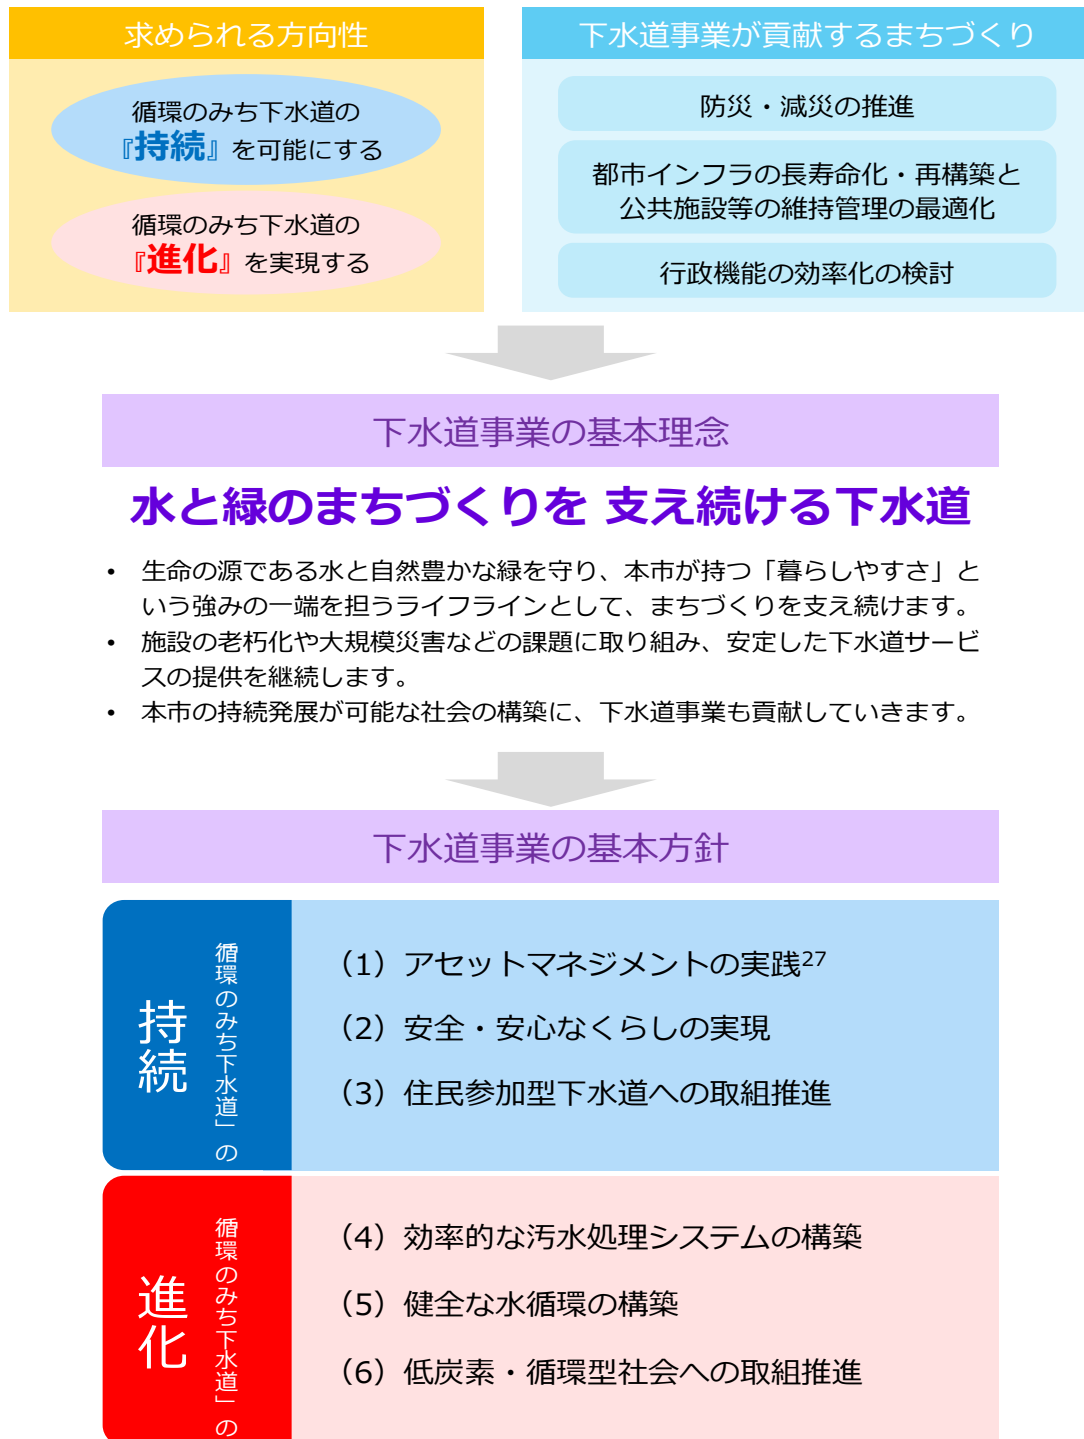 求められる方向性
循環のみち下水道の
『持続』を可能にする
循環のみち下水道の
『進化』を実現する
下水道事業が貢献するまちづくり
防災・減災の推進
都市インフラの長寿命化・再構築と
公共施設等の維持管理の最適化
行政機能の効率化の検討
下水道事業の基本理念
水と緑のまちづくりを 支え続ける下水道
• 生命の源である水と自然豊かな緑を守り、本市が持つ「暮らしやすさ」と
いう強みの一端を担うライフラインとして、まちづくりを支え続けます。
• 施設の老朽化や大規模災害などの課題に取り組み、安定した下水道サービ
スの提供を継続します。
• 本市の持続発展が可能な社会の構築に、下水道事業も貢献していきます。
下水道事業の基本方針
循環のみち下水道」の
持続
（1）アセットマネジメントの実践27
（2）安全・安心なくらしの実現
（3）住民参加型下水道への取組推進
循環のみち下水道」の
進化
（4）効率的な汚水処理システムの構築
（5）健全な水循環の構築
（6）低炭素・循環型社会への取組推進